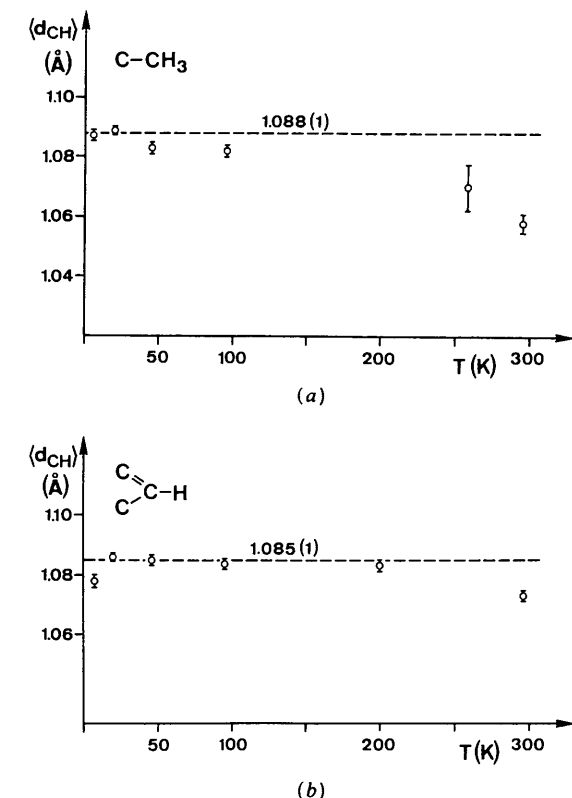 ⟨dCH⟩
(Å)
C-CH3
1.10
1.088(1)
1.08
1.06
1.04
50 100 200 T(K) 300
(a)
⟨dCH⟩
(Å)
C
C-H
C
1.10
1.085(1)
1.08
1.06
50 100 200 T(K) 300
(b)